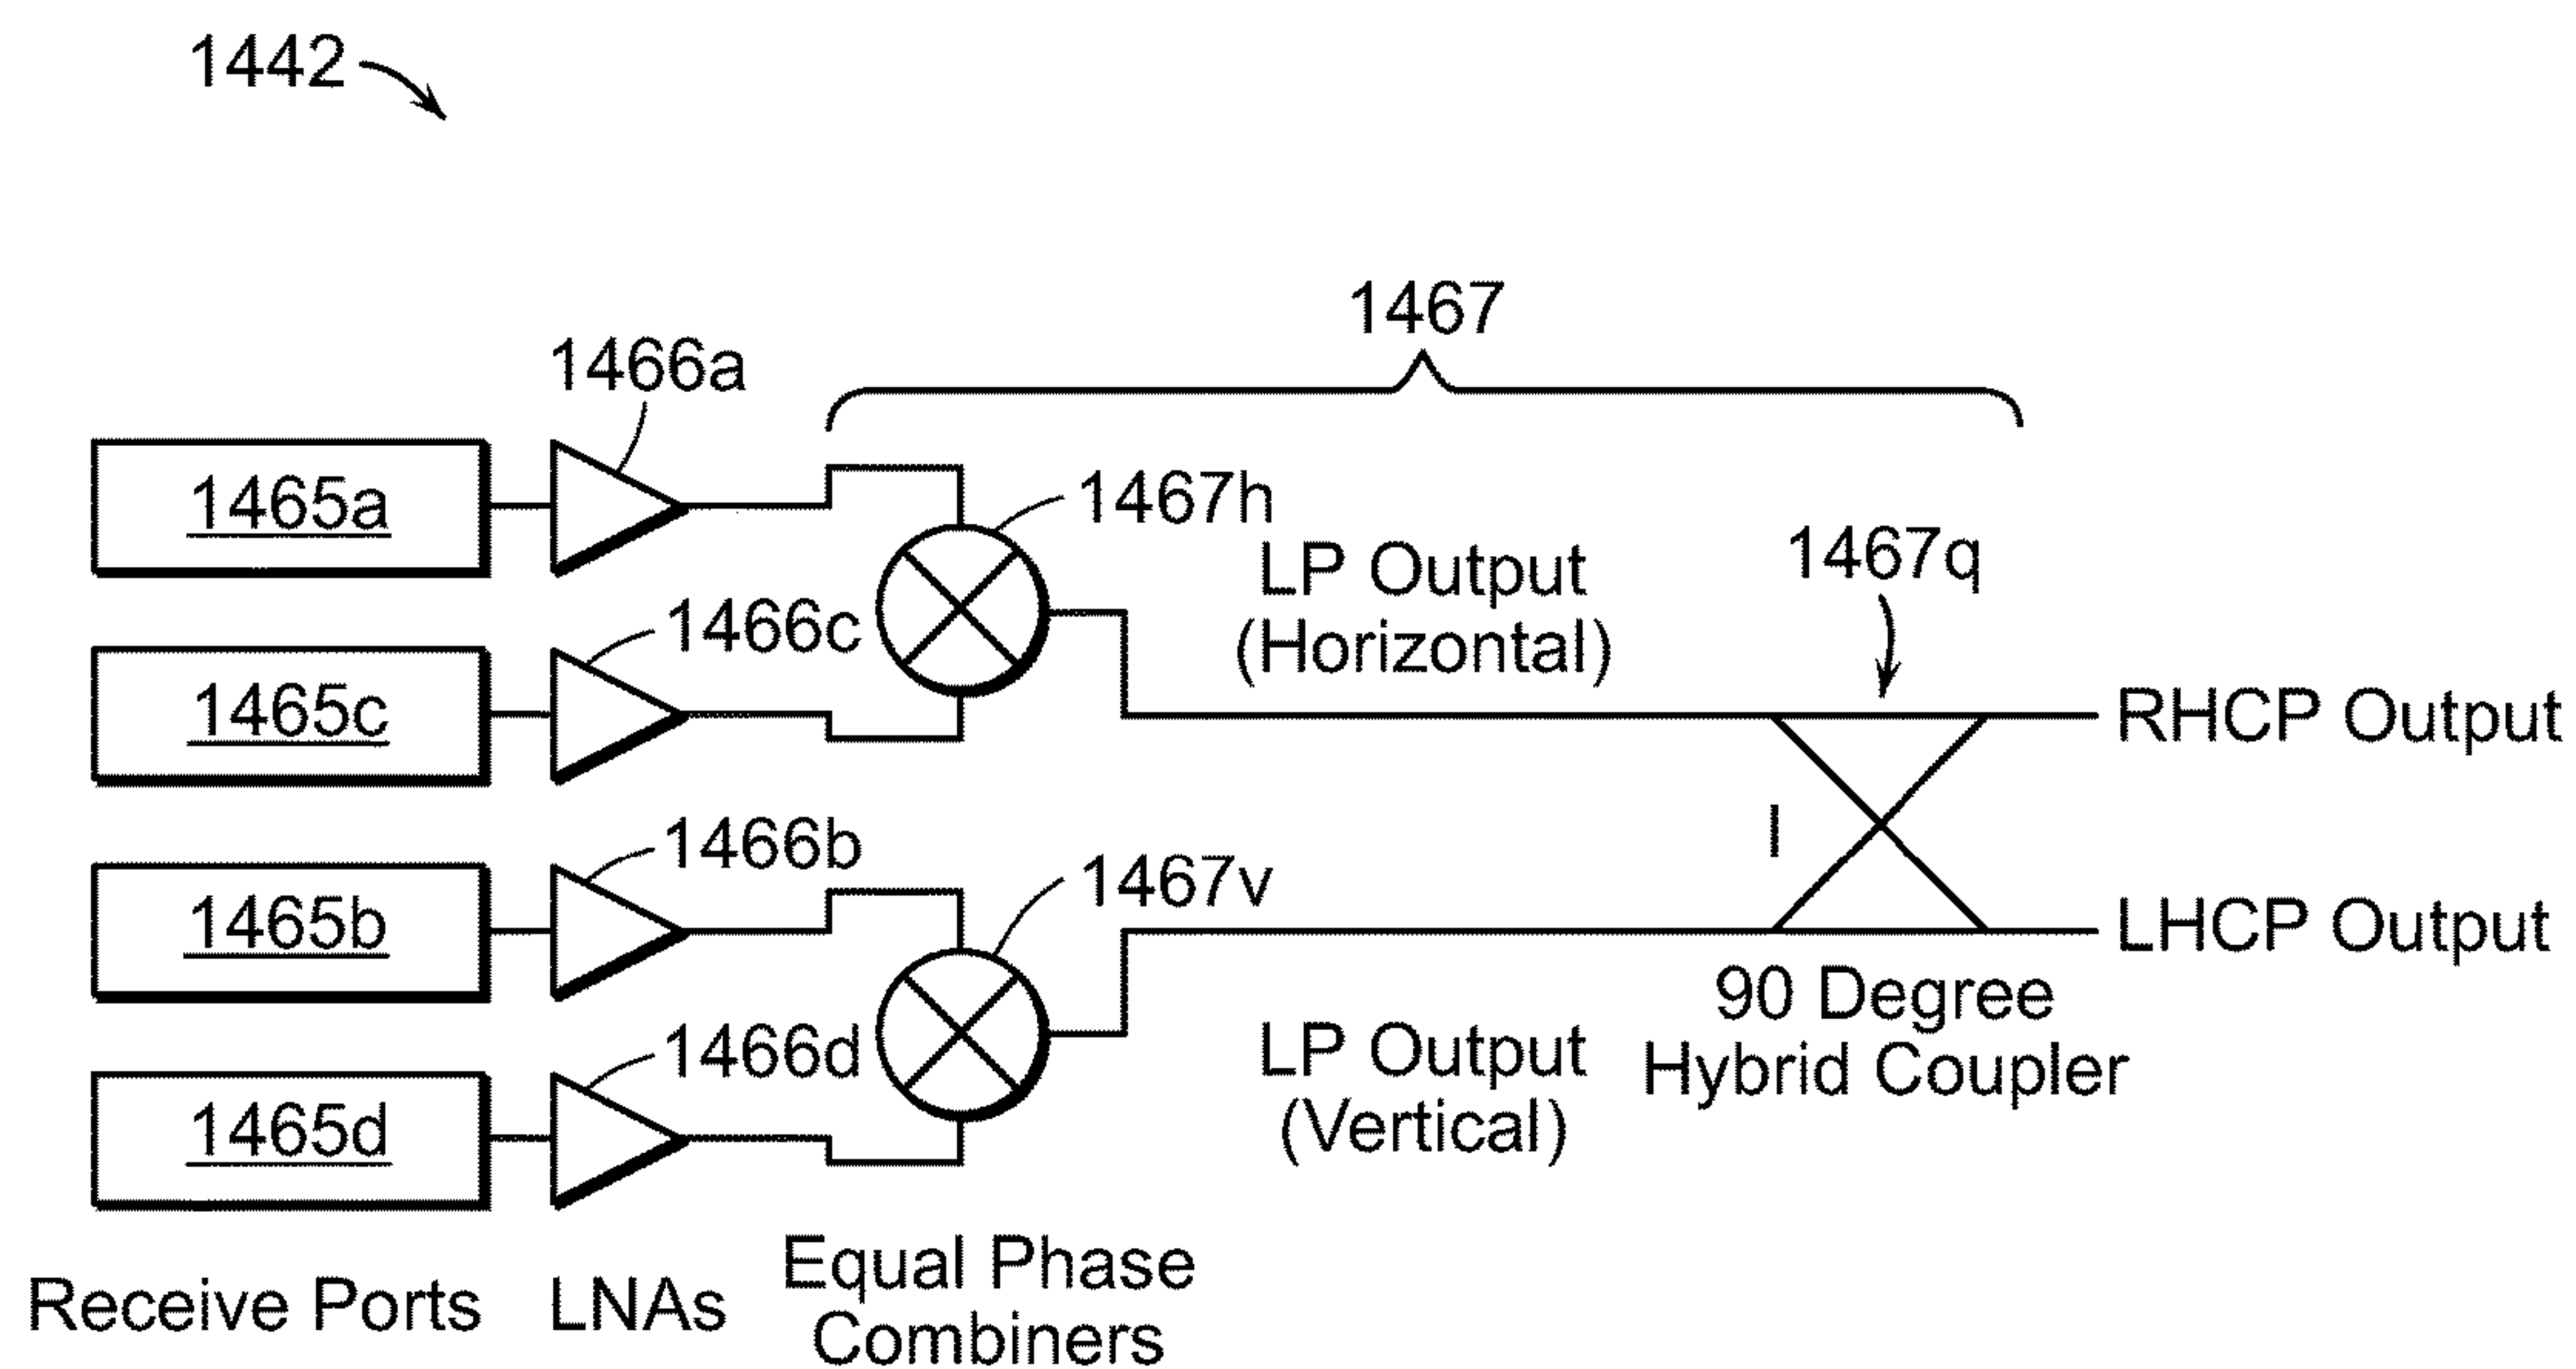 1442
1467
1466a
1465a
1467h
LP Output
(Horizontal)
1467q
1466c
1465c
RHCP Output
1466b
1465b
1467v
LHCP Output
90 Degree
Hybrid Coupler
1466d
1465d
LP Output
(Vertical)
Receive Ports
LNAs
Equal Phase
Combiners